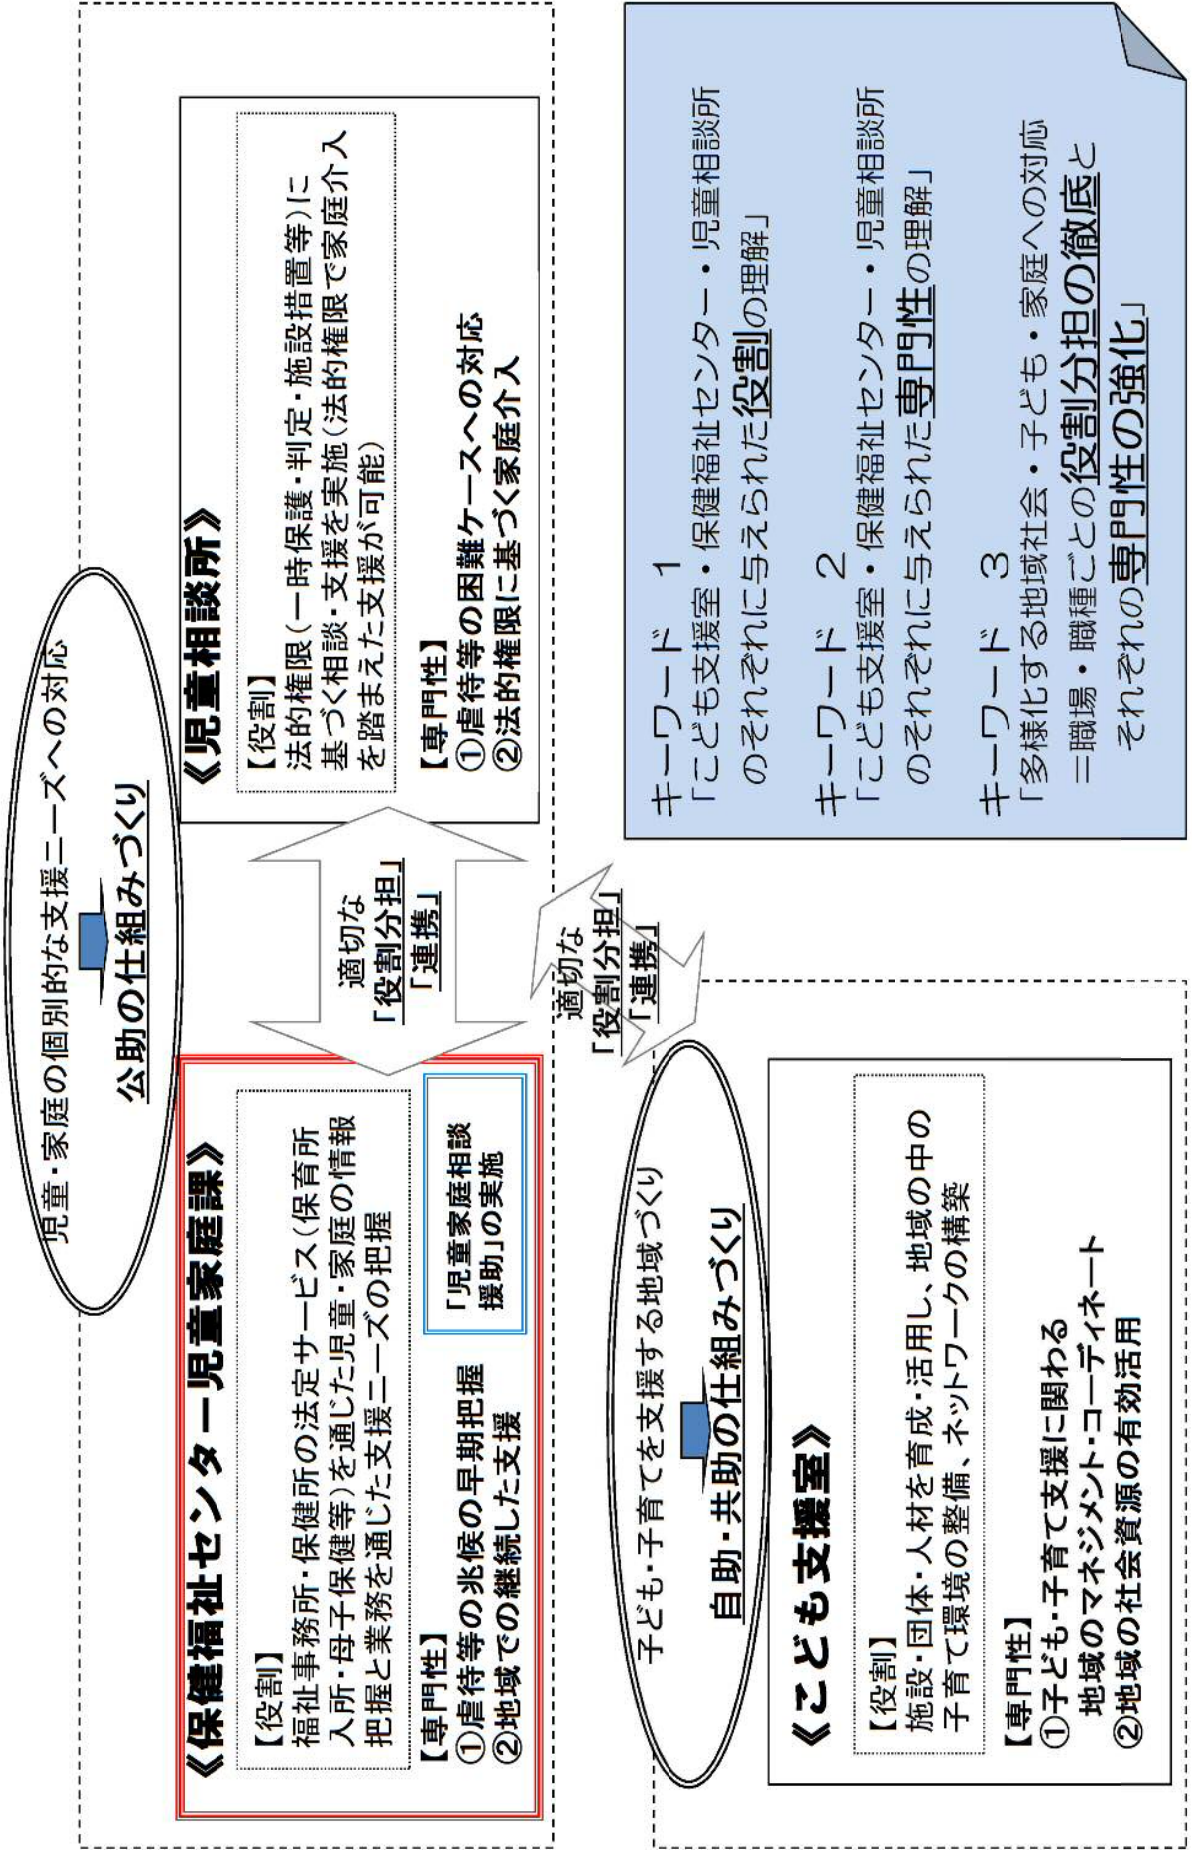 児童・家庭の個別的な支援ニーズへの対応
公助の仕組みづくり
《保健福祉センター児童家庭課》
【役割】
福祉事務所・保健所の法定サービス(保育所
入所・母子保健等)を通じた児童・家庭の情報
把握と業務を通じた支援ニーズの把握
【専門性】
①虐待等の兆候の早期把握
②地域での継続した支援
「児童家庭相談
援助」の実施
適切な
「役割分担」
「連携」
《児童相談所》
【役割】
法的権限(一時保護・判定・施設措置等)に
基づく相談・支援を実施(法的権限で家庭介入
を踏まえた支援が可能)
【専門性】
①虐待等の困難ケースへの対応
②法的権限に基づく家庭介入
適切な
「役割分担」
「連携」
子ども・子育てを支援する地域づくり
自助・共助の仕組みづくり
《こども支援室》
【役割】
施設・団体・人材を育成・活用し、地域の中の
子育て環境の整備、ネットワークの構築
【専門性】
①子ども・子育て支援に関わる
地域のマネジメント・コーディネート
②地域の社会資源の有効活用
キーワード 1
「こども支援室・保健福祉センター・児童相談所
のそれぞれに与えられた役割の理解」
キーワード 2
「こども支援室・保健福祉センター・児童相談所
のそれぞれに与えられた専門性の理解」
キーワード 3
「多様化する地域社会・子ども・家庭への対応
＝職場・職種ごとの役割分担の徹底と
それぞれの専門性の強化」